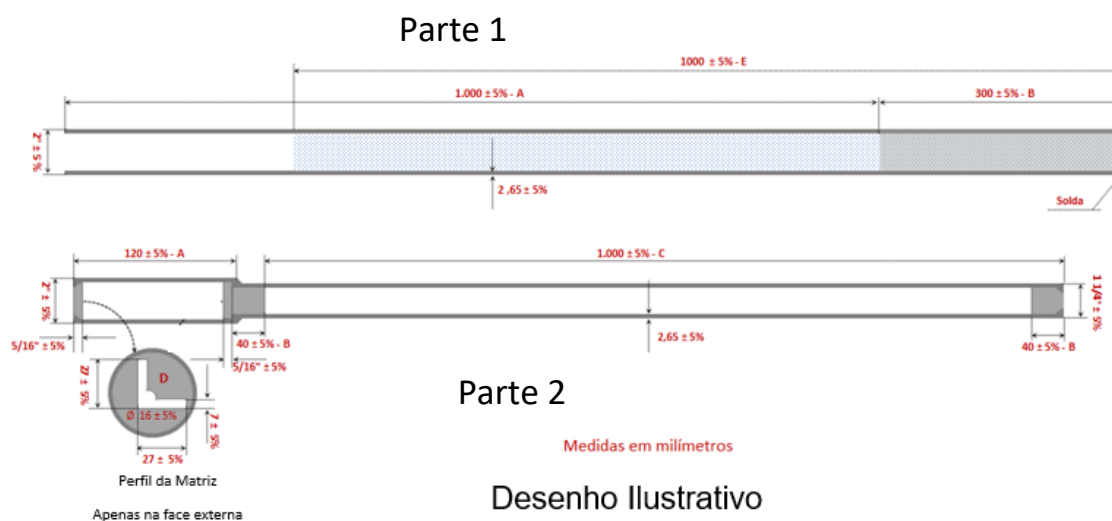 Parte 1
1000 ± 5% - E
1.000 ± 5% - A
300 ± 5% - B
2" ± 5%
2 ,65 ± 5%
Solda
120 ± 5% - A
1.000 ± 5% - C
2" ± 5%
1 1/4" ± 5%
5/16" ± 5%
40 ± 5% - B
2,65 ± 5%
40 ± 5% - B
5/16" ± 5%
27 ± 5%
D
Ø 16 ± 5%
7 ± 5%
27 ± 5%
Parte 2
Perfil da Matriz
Medidas em milímetros
Desenho Ilustrativo
Apenas na face externa